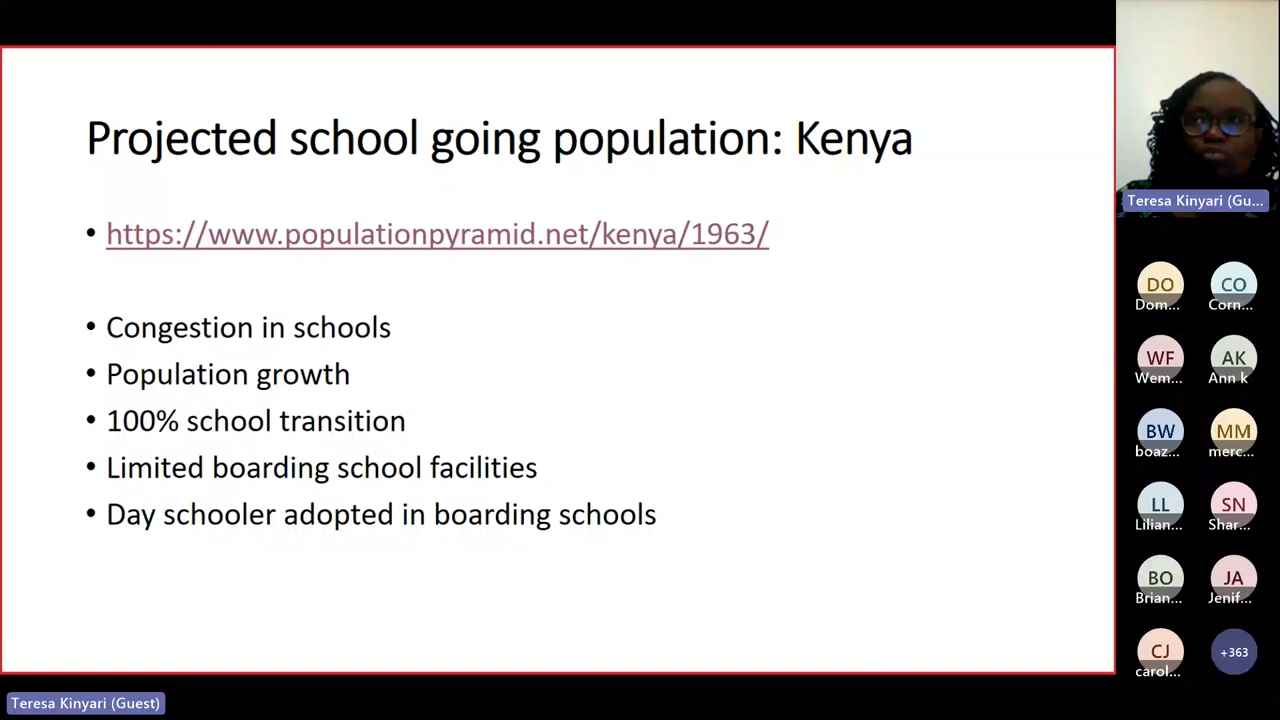 Projected school going population: Kenya
• https://www.populationpyramid.net/kenya/1963/
• Congestion in schools
• Population growth
• 100% school transition
• Limited boarding school facilities
• Day schooler adopted in boarding schools
Teresa Kinyari (Gu...
DO CO
Dom... Corn...
WF AK
Wem... Ann k
BW MM
boaz... merc...
LL SN
Lilian... Shar...
BO JA
Brian... Jenif...
CJ +363
carol...
Teresa Kinyari (Guest)